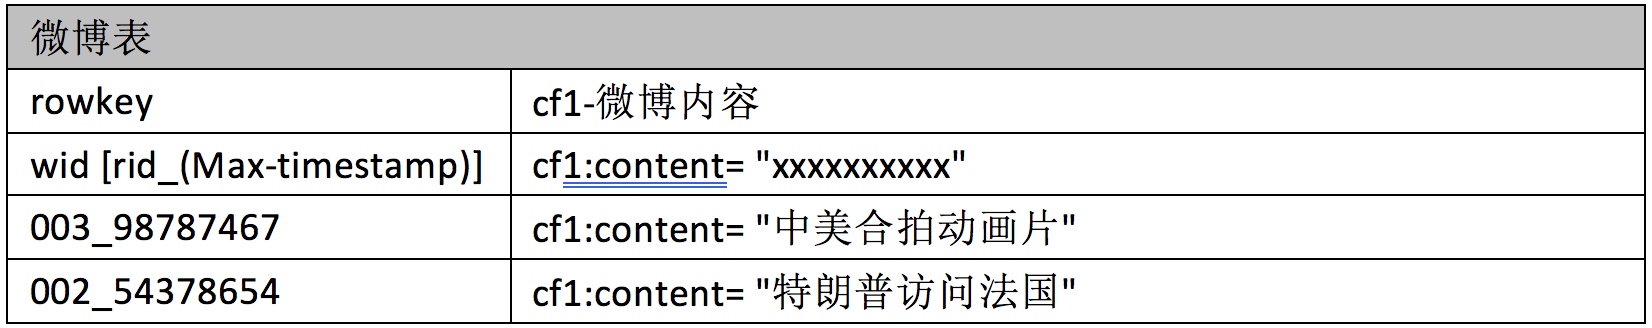 微博表
rowkey cf1-微博内容
wid [rid_(Max-timestamp)] cf1:content= "xxxxxxxxxx"
003_98787467 cf1:content= "中美合拍动画片"
002_54378654 cf1:content= "特朗普访问法国"